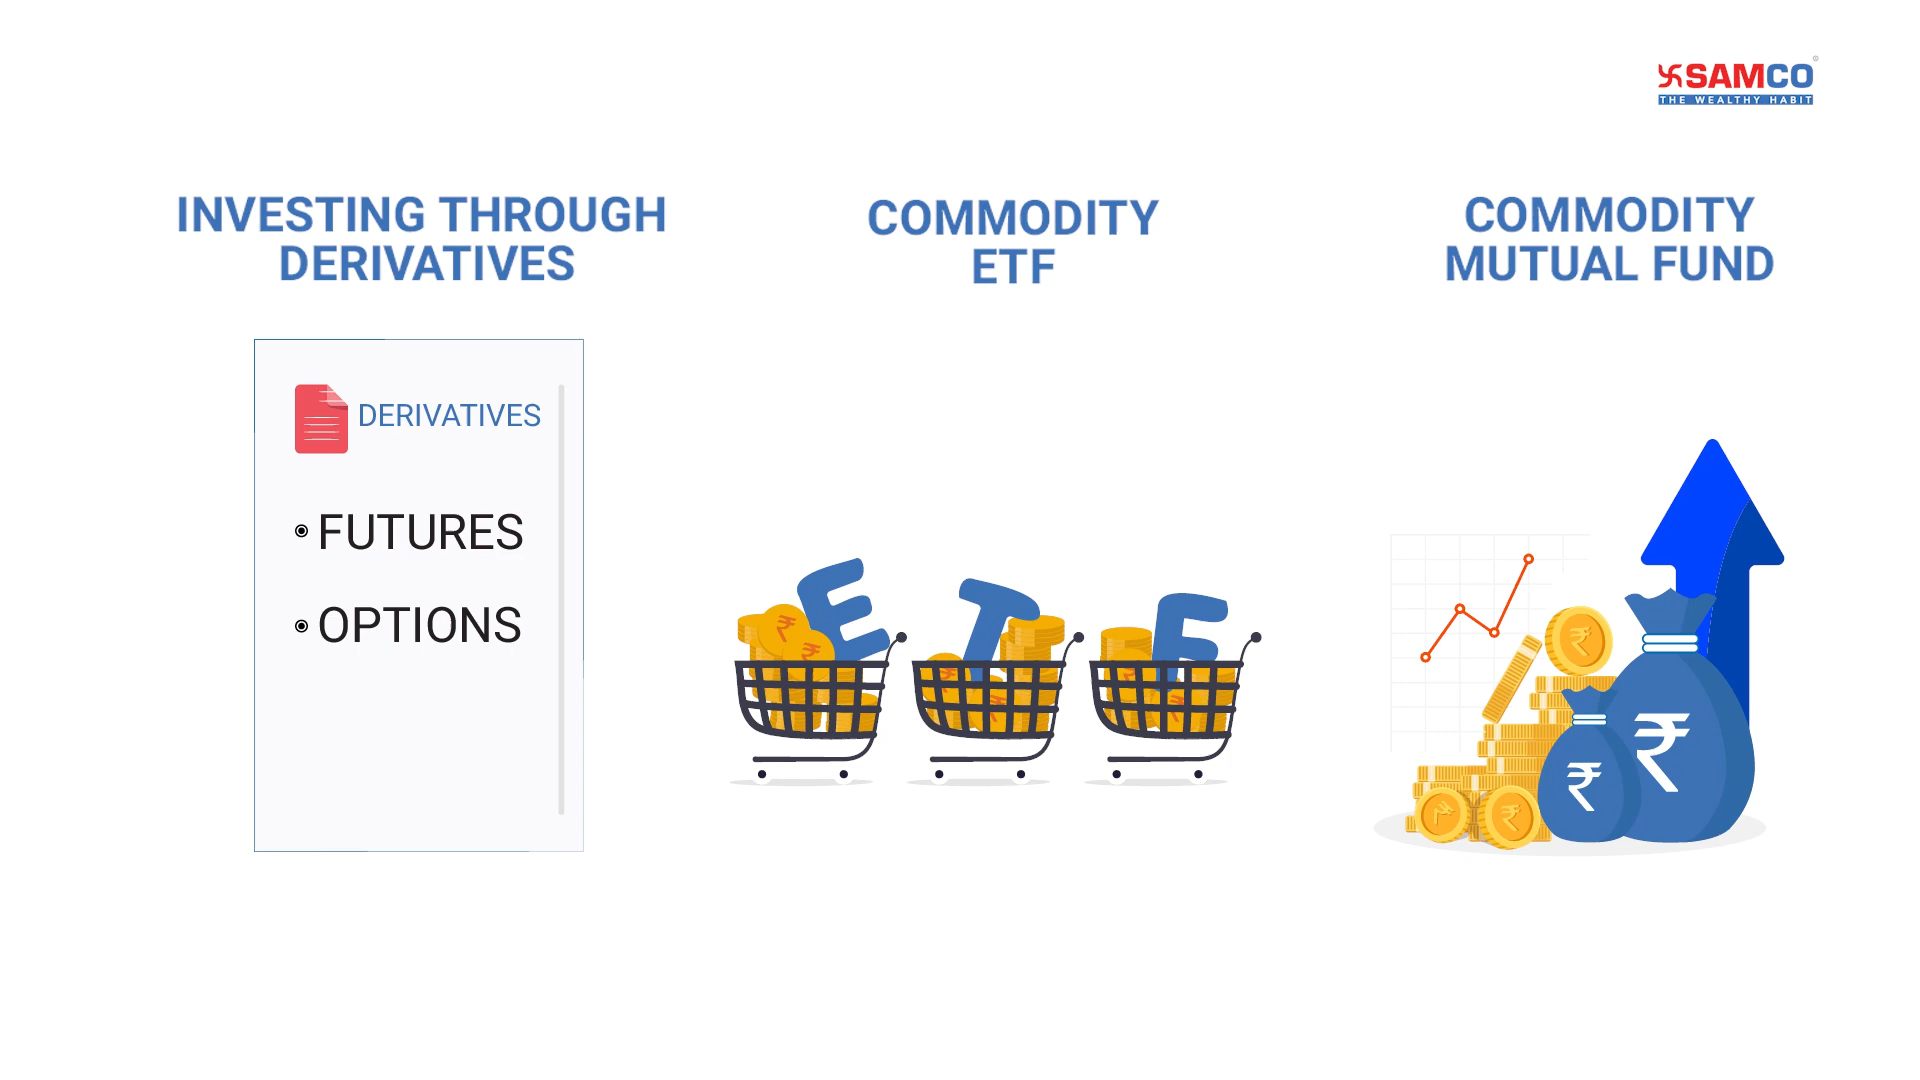 SAMCO
THE WEALTHY HABIT
INVESTING THROUGH
DERIVATIVES
DERIVATIVES
FUTURES
OPTIONS
COMMODITY
ETF
E T F
₹ ₹ ₹ ₹ ₹ ₹
COMMODITY
MUTUAL FUND
₹
₹
₹
₹ ₹